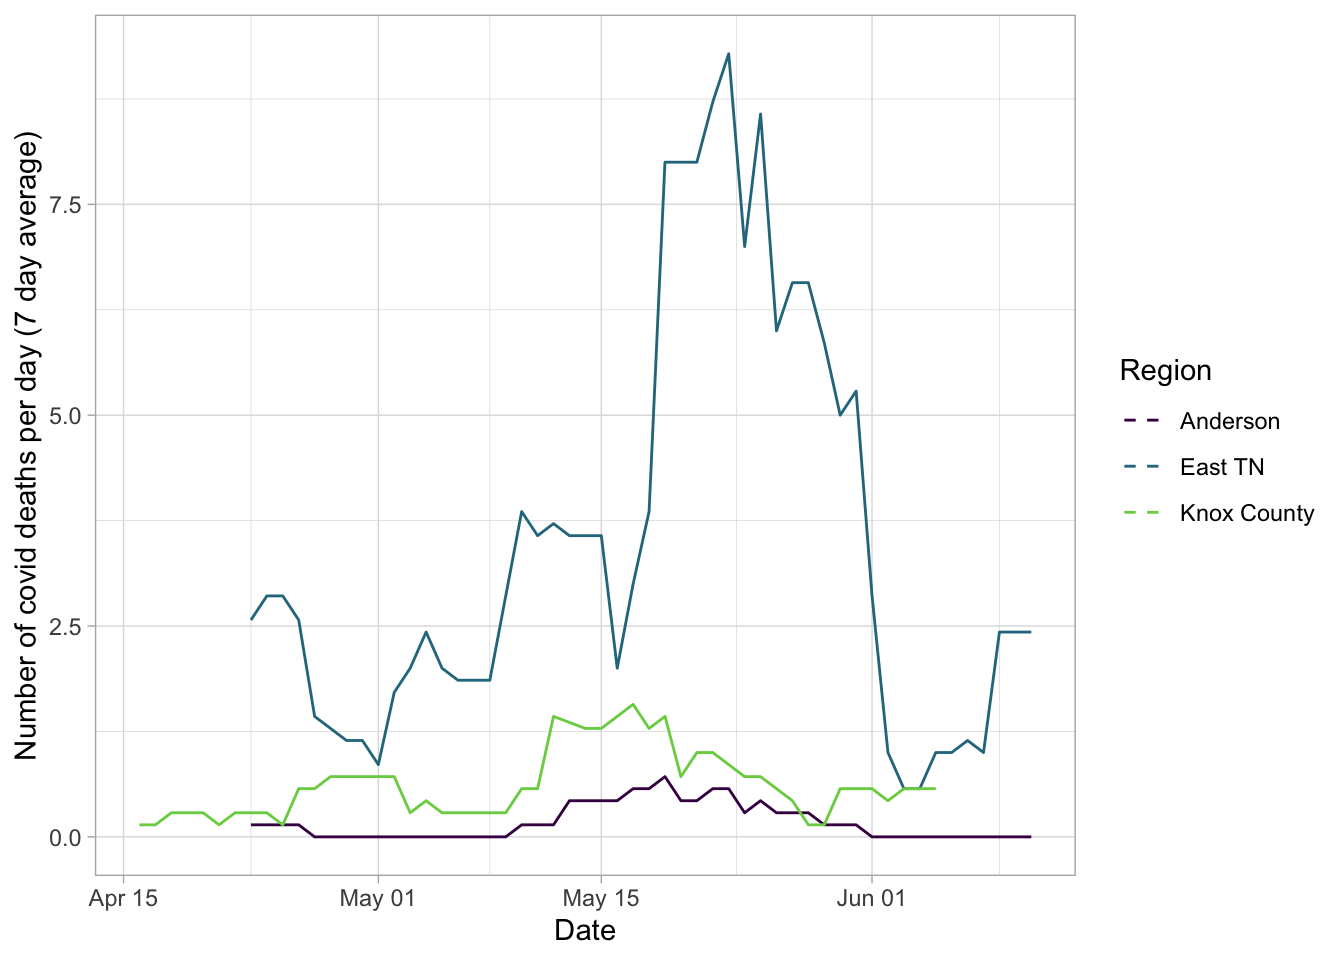 Number of covid deaths per day (7 day average)
7.5
5.0
2.5
0.0
Apr 15
May 01
May 15
Jun 01
Date
Region
Anderson
East TN
Knox County